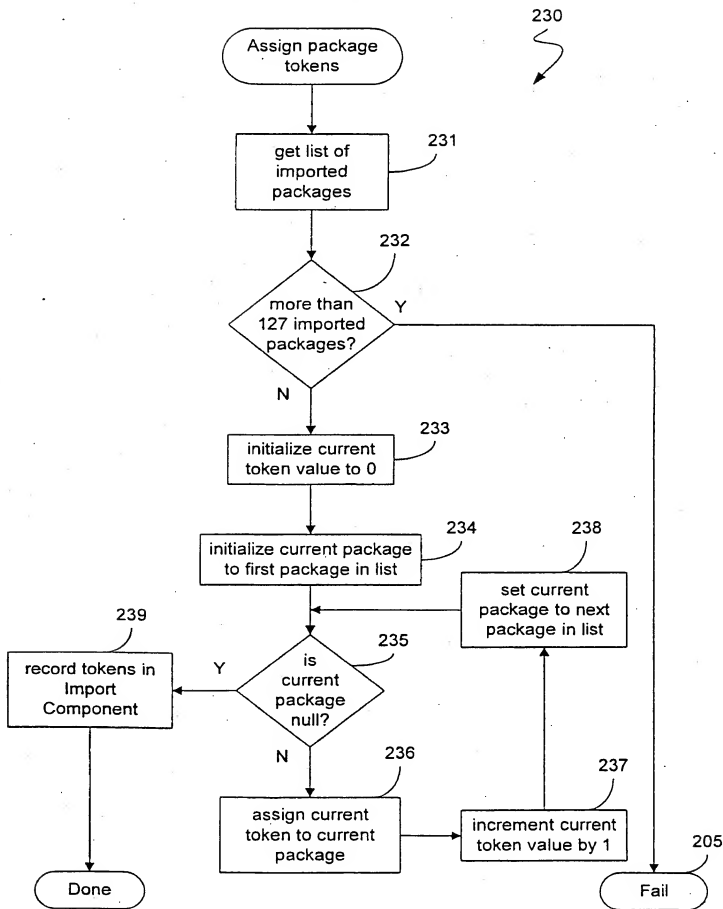 230
Assign package
tokens
231
get list of
imported
packages
232
more than
127 imported
packages?
Y
N
233
initialize current
token value to 0
234
initialize current package
to first package in list
238
set current
package to next
package in list
239
record tokens in
Import
Component
Y
235
is
current
package
null?
N
236
assign current
token to current
package
237
increment current
token value by 1
205
Done
Fail